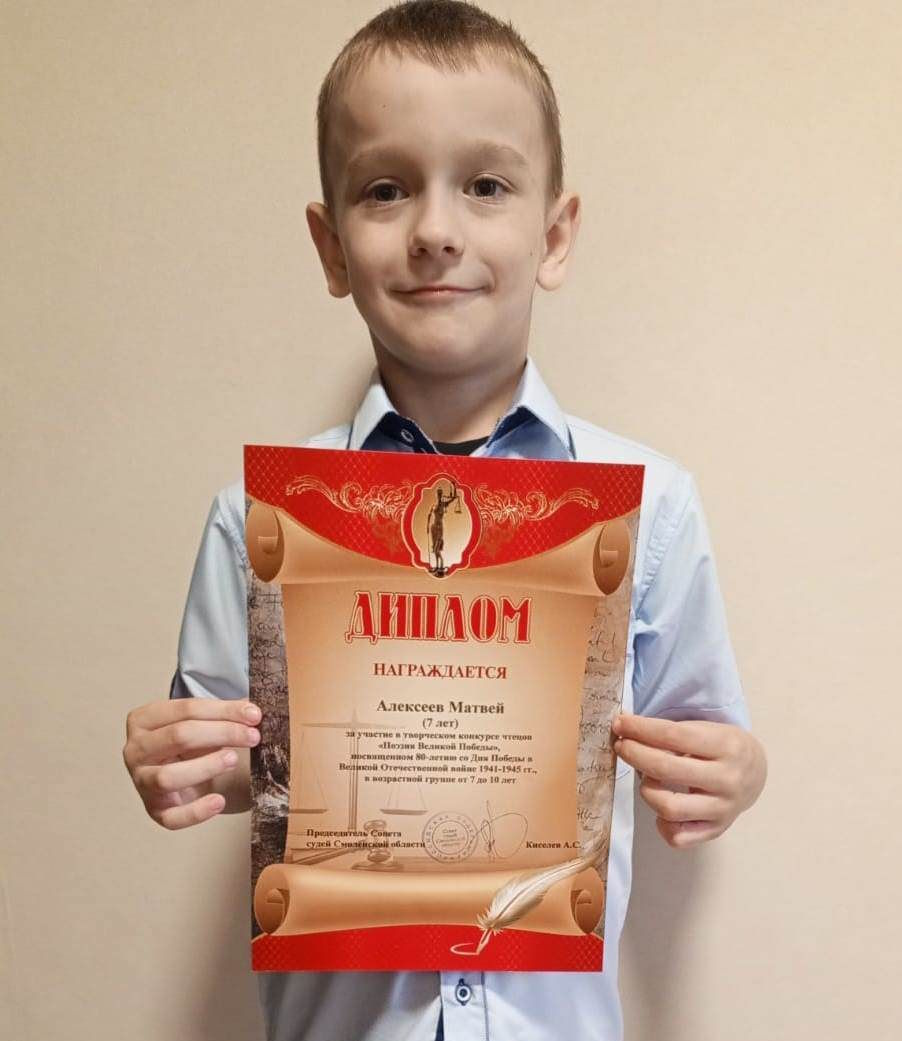 ДИПЛОМ
НАГРАЖДАЕТСЯ
Алексеев Матвей
(7 лет)
за участие в творческом конкурсе чтецов
«Поэзия Великой Победы»,
посвященном 80-летию со Дня Победы в
Великой Отечественной войне 1941-1945 гг.,
в возрастной группе от 7 до 10 лет
Председатель Совета
судей Смоленской области
Киселев А.С.